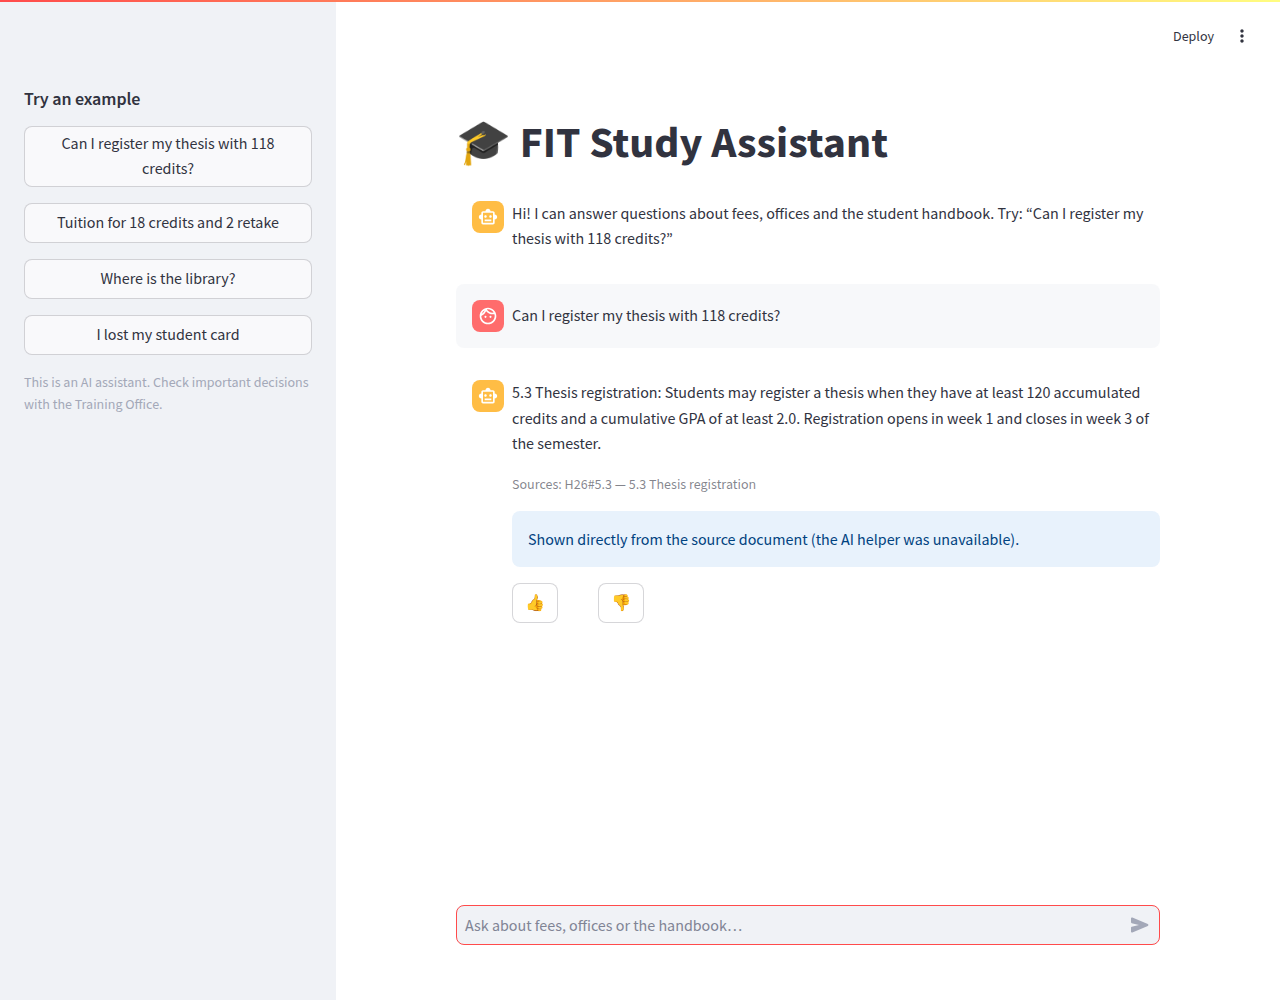 Deploy
Try an example
Can I register my thesis with 118
credits?
Tuition for 18 credits and 2 retake
Where is the library?
I lost my student card
This is an AI assistant. Check important decisions
with the Training Office.
FIT Study Assistant
Hi! I can answer questions about fees, offices and the student handbook. Try: “Can I register my
thesis with 118 credits?”
Can I register my thesis with 118 credits?
5.3 Thesis registration: Students may register a thesis when they have at least 120 accumulated
credits and a cumulative GPA of at least 2.0. Registration opens in week 1 and closes in week 3 of
the semester.
Sources: H26#5.3 — 5.3 Thesis registration
Shown directly from the source document (the AI helper was unavailable).
Ask about fees, offices or the handbook…